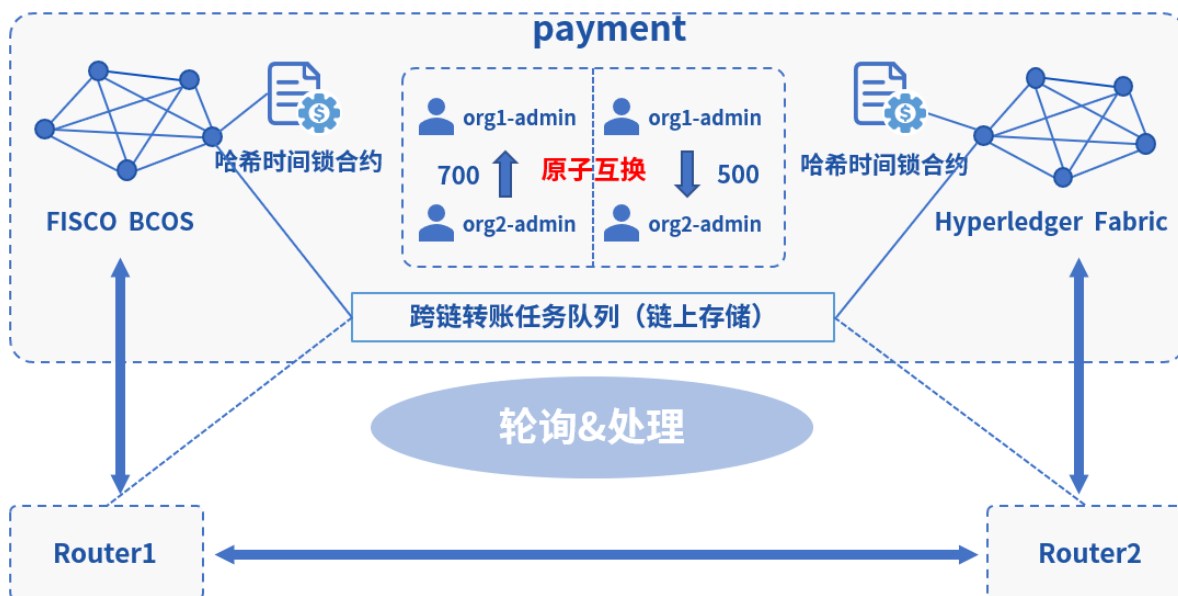 payment
org1-admin
org1-admin
哈希时间锁合约
700
原子互换
500
哈希时间锁合约
FISCO BCOS
org2-admin
org2-admin
Hyperledger Fabric
跨链转账任务队列（链上存储）
轮询&处理
Router1
Router2